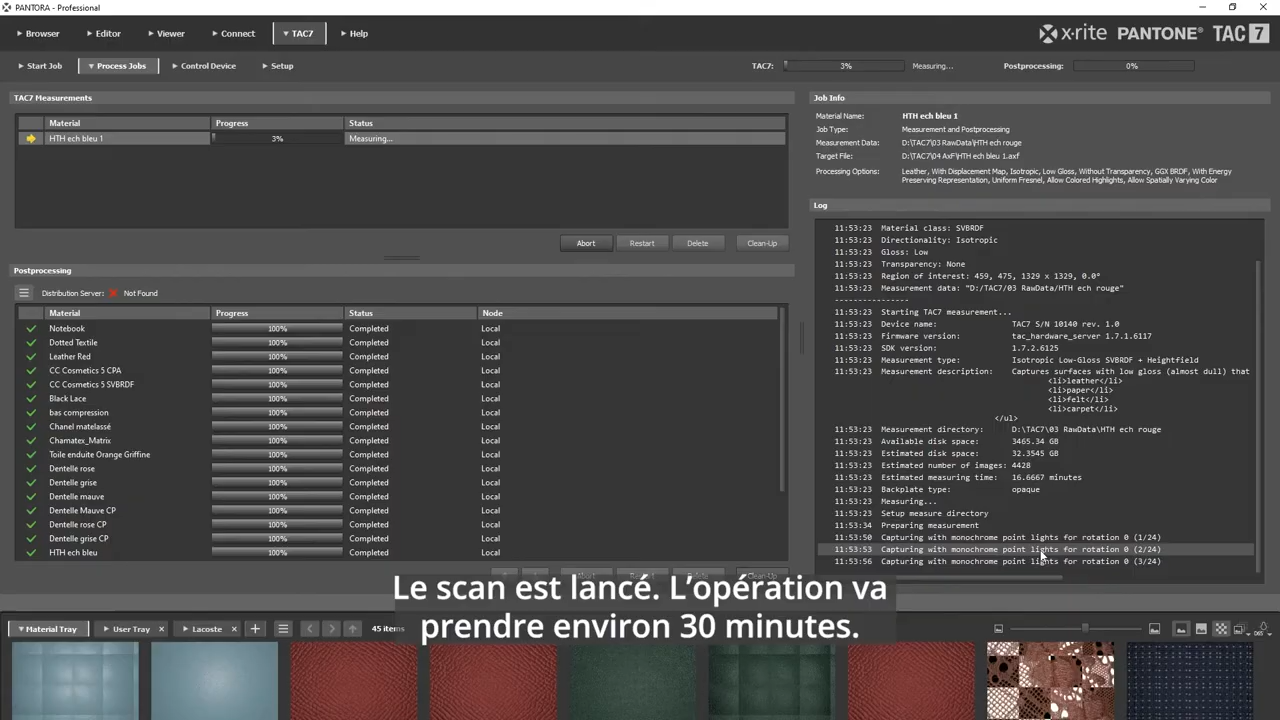 PANTORA - Professional
Browser Editor Viewer Connect TAC7 Help
x·rite PANTONE® TAC 7
Start Job Process Jobs Control Device Setup
TAC7: 3% Measuring... Postprocessing: 0%
TAC7 Measurements
Material Progress Status
HTH ech bleu 1 3% Measuring...
Abort Restart Delete Clean-Up
Postprocessing
Distribution Server: Not Found
Material Progress Status Node
Notebook 100% Completed Local
Dotted Textile 100% Completed Local
Leather Red 100% Completed Local
CC Cosmetics 5 CPA 100% Completed Local
CC Cosmetics 5 SVBRDF 100% Completed Local
Black Lace 100% Completed Local
bas compression 100% Completed Local
Chanel matelassé 100% Completed Local
Chamatex_Matrix 100% Completed Local
Toile enduite Orange Griffine 100% Completed Local
Dentelle rose 100% Completed Local
Dentelle grise 100% Completed Local
Dentelle mauve 100% Completed Local
Dentelle Mauve CP 100% Completed Local
Dentelle rose CP 100% Completed Local
Dentelle grise CP 100% Completed Local
HTH ech bleu 100% Completed Local
Job Info
Material Name: HTH ech bleu 1
Job Type: Measurement and Postprocessing
Measurement Data: D:\TAC7\03 RawData\HTH ech rouge
Target File: D:\TAC7\04 AxF\HTH ech bleu 1.axf
Processing Options: Leather, With Displacement Map, Isotropic, Low Gloss, Without Transparency, GGX BRDF, With Energy
Preserving Representation, Uniform Fresnel, Allow Colored Highlights, Allow Spatially Varying Color
Log
11:53:23 Material class: SVBRDF
11:53:23 Directionality: Isotropic
11:53:23 Gloss: Low
11:53:23 Transparency: None
11:53:23 Region of interest: 459, 475, 1329 x 1329, 0.0°
11:53:23 Measurement data: "D:/TAC7/03 RawData/HTH ech rouge"
----------------
11:53:23 Starting TAC7 measurement...
11:53:23 Device name: TAC7 S/N 10140 rev. 1.0
11:53:23 Firmware version: tac_hardware_server 1.7.1.6117
11:53:23 SDK version: 1.7.2.6125
11:53:23 Measurement type: Isotropic Low-Gloss SVBRDF + Heightfield
11:53:23 Measurement description: Captures surfaces with low gloss (almost dull) that
<li>leather</li>
<li>paper</li>
<li>felt</li>
<li>carpet</li>
</ul>
11:53:23 Measurement directory: D:\TAC7\03 RawData\HTH ech rouge
11:53:23 Available disk space: 3465.34 GB
11:53:23 Estimated disk space: 32.3545 GB
11:53:23 Estimated number of images: 4428
11:53:23 Estimated measuring time: 16.6667 minutes
11:53:23 Backplate type: opaque
11:53:23 Measuring...
11:53:23 Setup measure directory
11:53:34 Preparing measurement
11:53:50 Capturing with monochrome point lights for rotation 0 (1/24)
11:53:53 Capturing with monochrome point lights for rotation 0 (2/24)
11:53:56 Capturing with monochrome point lights for rotation 0 (3/24)
Le scan est lancé. L’opération va
prendre environ 30 minutes.
Material Tray User Tray Lacoste 45 items